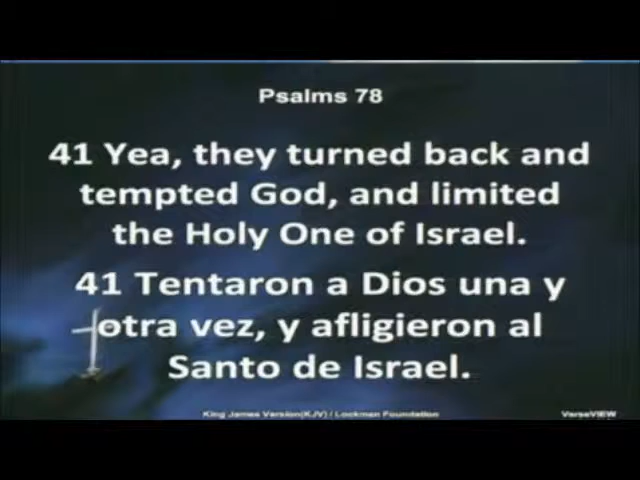 Psalms 78
41 Yea, they turned back and
tempted God, and limited
the Holy One of Israel.
41 Tentaron a Dios una y
otra vez, y afligieron al
Santo de Israel.
King James Version(KJV) / Lockman Foundation
VerseVIEW